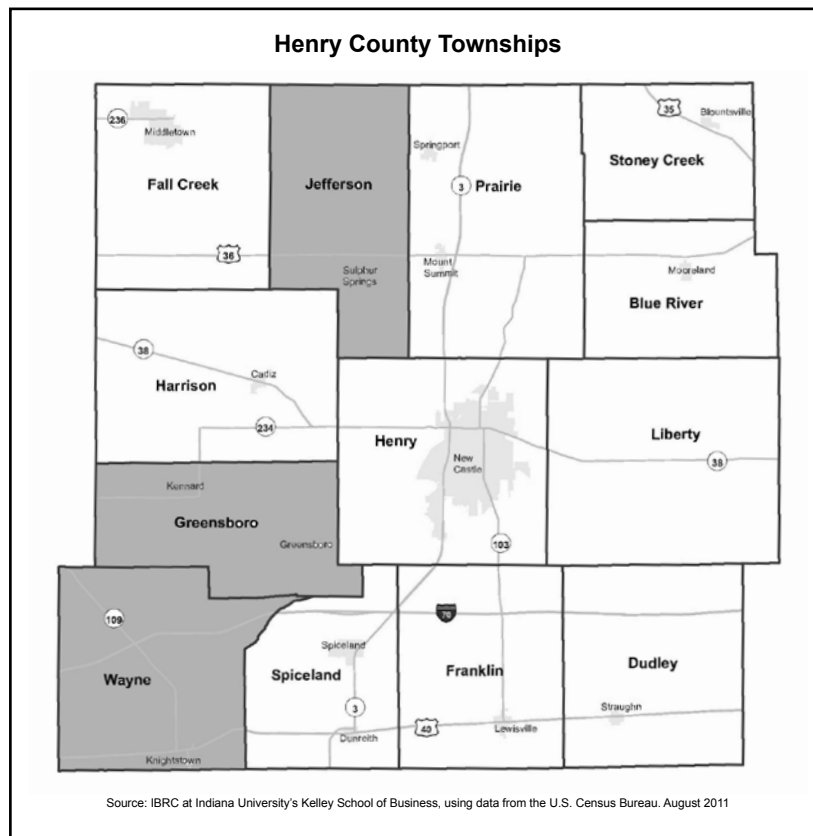 Henry County Townships
236
Middletown
Fall Creek
36
Jefferson
Sulphur
Springs
Springport
3
Prairie
Mount
Summit
35
Blountsville
Stoney Creek
Mooreland
Blue River
38
Harrison
Cadiz
234
Henry
New
Castle
103
Liberty
38
Kennard
Greensboro
Greensboro
109
Wayne
Knightstown
Spiceland
Spiceland
3
Dunreith
70
Franklin
40
Lewisville
Dudley
Straughn
Source: IBRC at Indiana University's Kelley School of Business, using data from the U.S. Census Bureau. August 2011